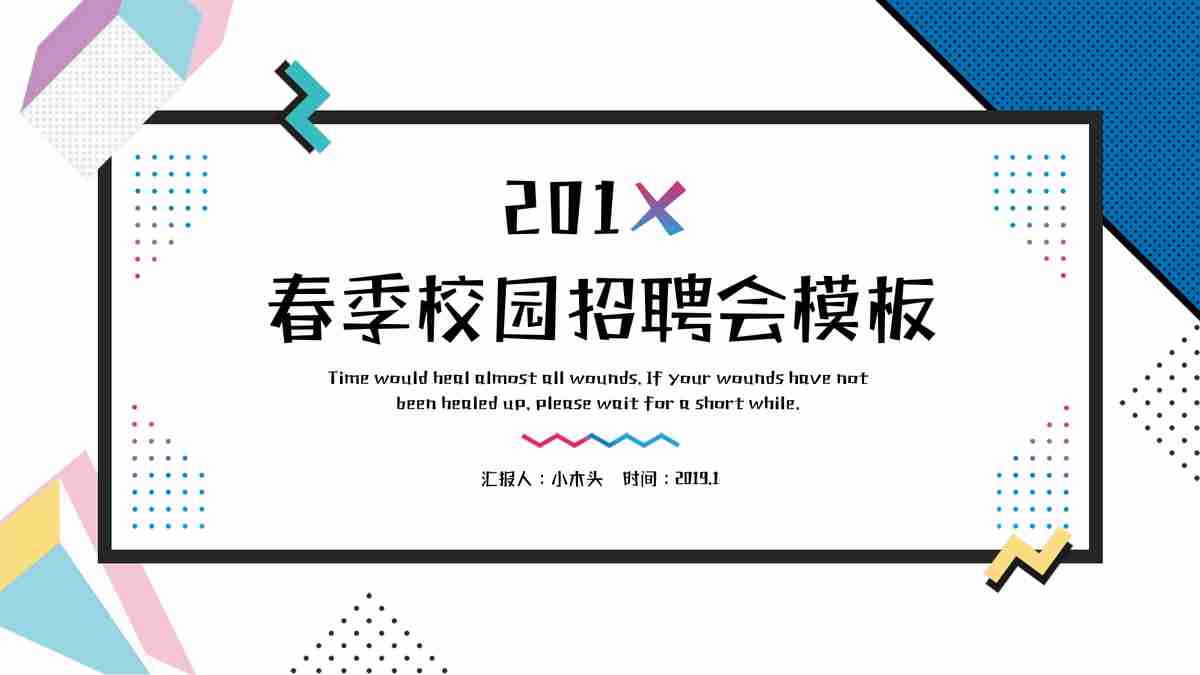 201X
春季校园招聘会模板
Time would heal almost all wounds. If your wounds have not
been healed up, please wait for a short while.
汇报人：小木头 时间：2019.1